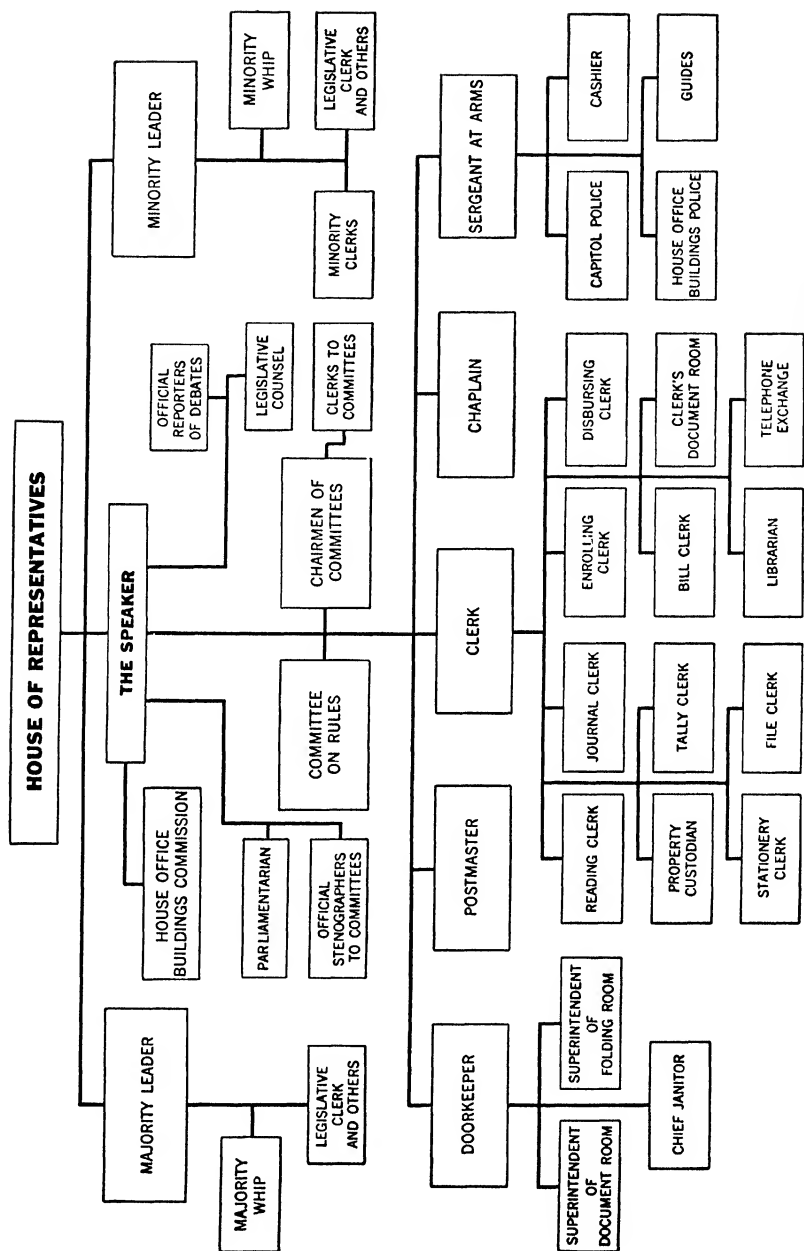 HOUSE OF REPRESENTATIVES
MAJORITY LEADER
MAJORITY
WHIP
LEGISLATIVE
CLERK
AND OTHERS
THE SPEAKER
HOUSE OFFICE
BUILDINGS COMMISSION
PARLIAMENTARIAN
OFFICIAL
STENOGRAPHERS
TO COMMITTEES
OFFICIAL
REPORTERS
OF DEBATES
LEGISLATIVE
COUNSEL
COMMITTEE
ON RULES
CHAIRMEN OF
COMMITTEES
CLERKS TO
COMMITTEES
MINORITY LEADER
MINORITY
WHIP
MINORITY
CLERKS
LEGISLATIVE
CLERK
AND OTHERS
DOORKEEPER
SUPERINTENDENT
OF
DOCUMENT ROOM
SUPERINTENDENT
OF
FOLDING ROOM
CHIEF JANITOR
POSTMASTER
CLERK
READING CLERK
JOURNAL CLERK
ENROLLING
CLERK
DISBURSING
CLERK
PROPERTY
CUSTODIAN
TALLY CLERK
BILL CLERK
CLERK'S
DOCUMENT ROOM
STATIONERY
CLERK
FILE CLERK
LIBRARIAN
TELEPHONE
EXCHANGE
CHAPLAIN
SERGEANT AT ARMS
CAPITOL POLICE
CASHIER
HOUSE OFFICE
BUILDINGS POLICE
GUIDES